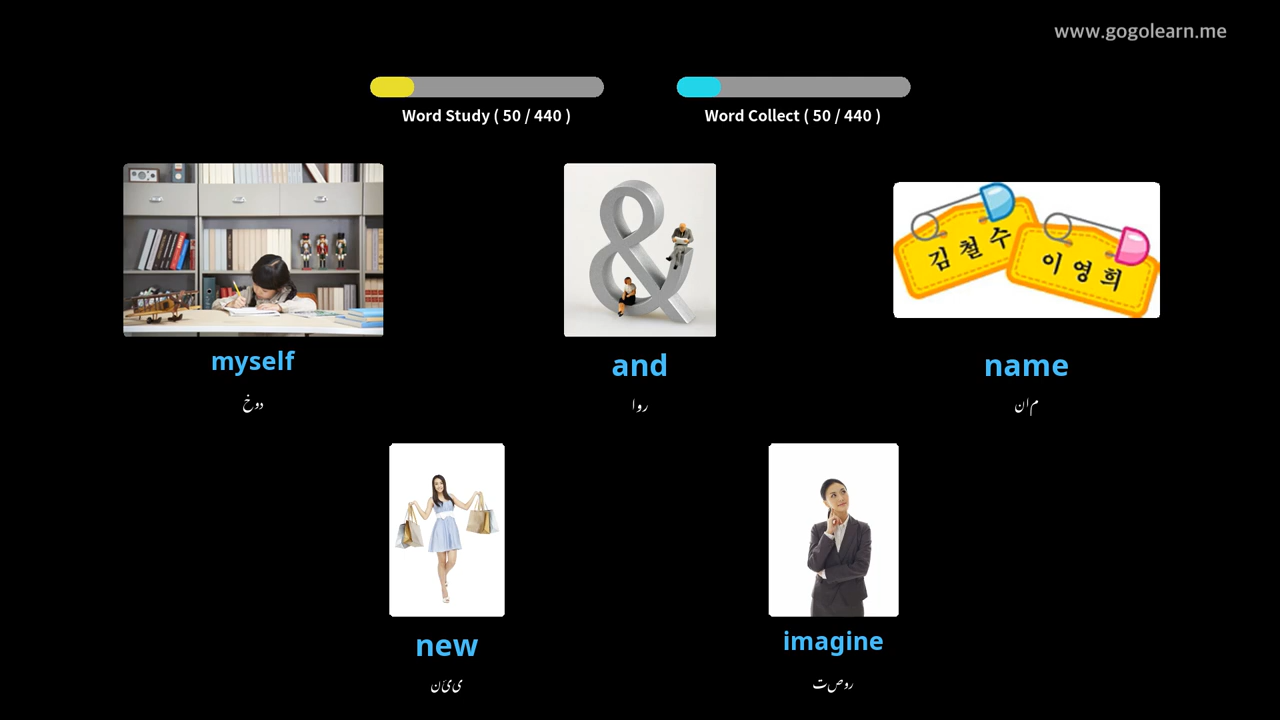 www.gogolearn.me
Word Study ( 50 / 440 )
Word Collect ( 50 / 440 )
김철수
이영희
myself
and
name
دوخ
روا
مان
new
imagine
یئن
روصت